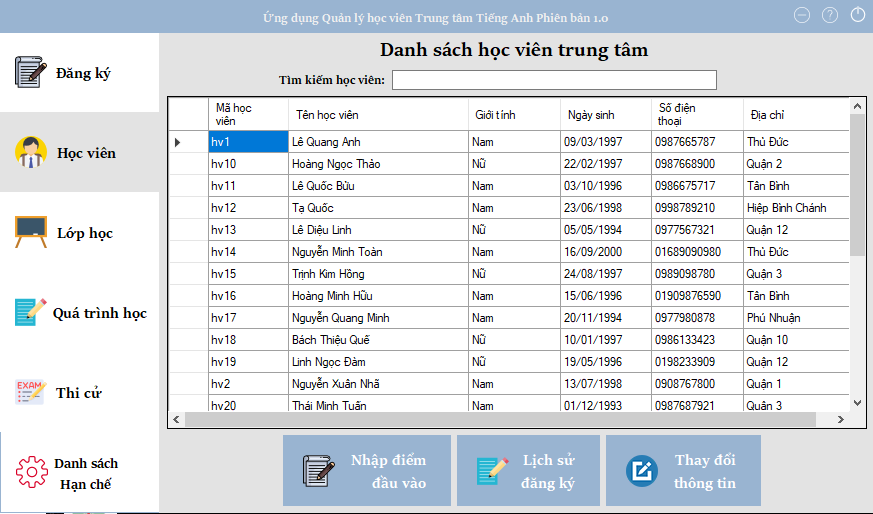 Ứng dụng Quản lý học viên Trung tâm Tiếng Anh Phiên bản 1.0
Đăng ký
Học viên
Lớp học
Quá trình học
EXAM
Thi cử
Danh sách
Hạn chế
Danh sách học viên trung tâm
Tìm kiếm học viên:
Mã học viên Tên học viên Giới tính Ngày sinh Số điện thoại Địa chỉ
hv1 Lê Quang Anh Nam 09/03/1997 0987665787 Thủ Đức
hv10 Hoàng Ngọc Thảo Nữ 22/02/1997 0987668900 Quận 2
hv11 Lê Quốc Bửu Nam 03/10/1996 0986675717 Tân Bình
hv12 Tạ Quốc Nam 23/06/1998 0998789210 Hiệp Bình Chánh
hv13 Lê Diệu Linh Nữ 05/05/1994 0977567321 Quận 12
hv14 Nguyễn Minh Toàn Nam 16/09/2000 01689090980 Thủ Đức
hv15 Trịnh Kim Hồng Nữ 24/08/1997 0989098780 Quận 3
hv16 Hoàng Minh Hữu Nam 15/06/1996 01909876590 Tân Bình
hv17 Nguyễn Quang Minh Nam 20/11/1994 0977980878 Phú Nhuận
hv18 Bách Thiệu Quế Nữ 10/01/1997 0986133423 Quận 10
hv19 Linh Ngọc Đàm Nữ 19/05/1996 0198233909 Quận 12
hv2 Nguyễn Xuân Nhã Nam 13/07/1998 0908767800 Quận 1
hv20 Thái Minh Tuấn Nam 01/12/1993 0987687921 Quận 3
Nhập điểm
đầu vào
Lịch sử
đăng ký
Thay đổi
thông tin